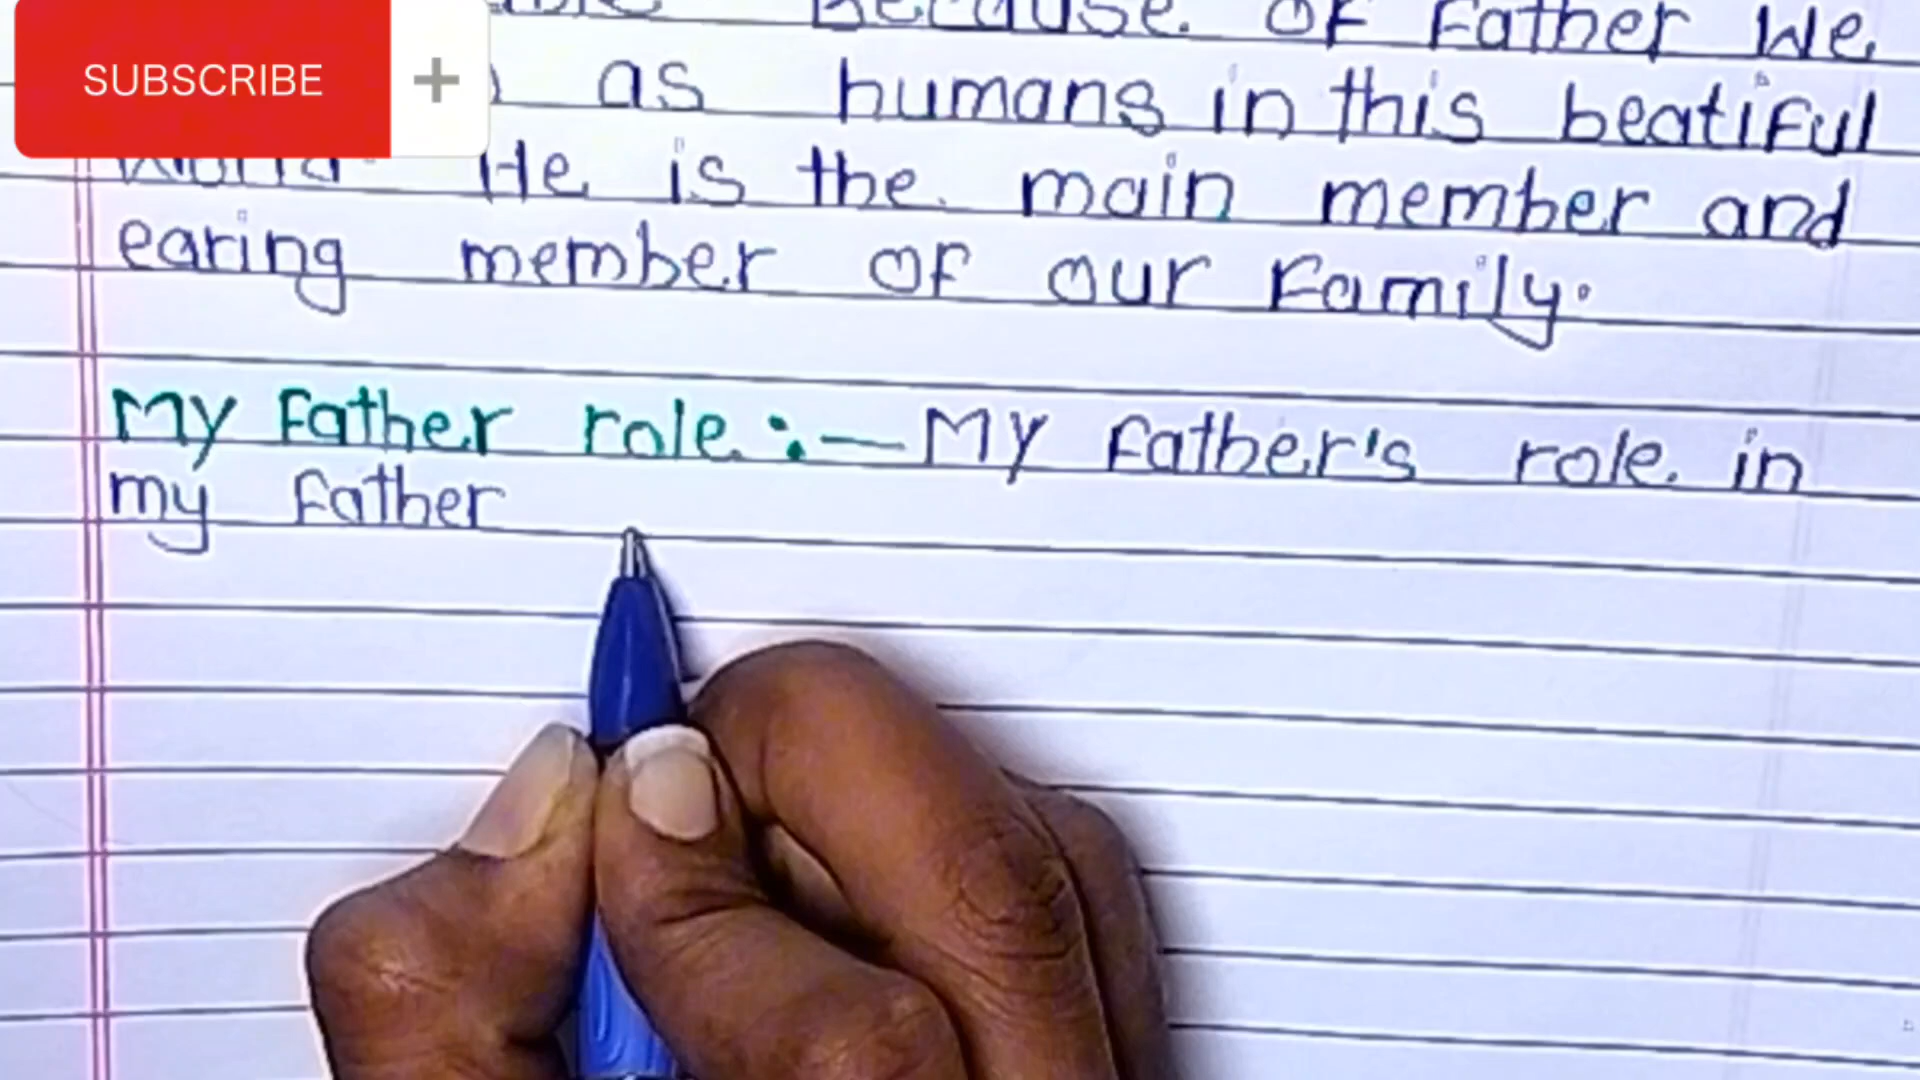 Because of Father we
SUBSCRIBE +
as humans in this beatiful
world. He is the main member and
earing member of our Family.
My Father role :- My Father's role in
my Father